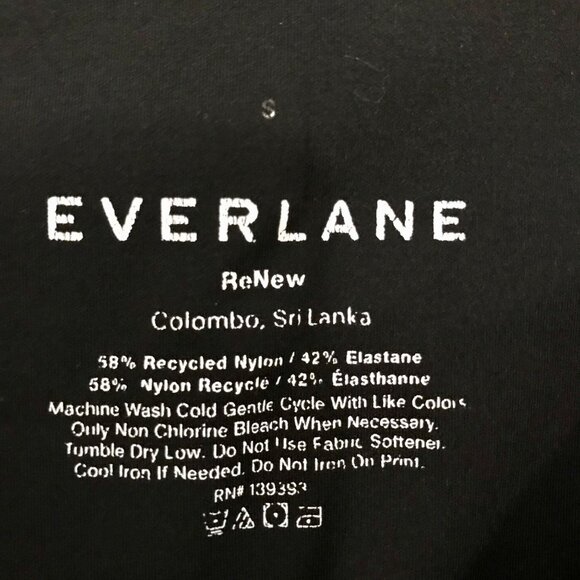 S
EVERLANE
ReNew
Colombo, Sri Lanka
58% Recycled Nylon / 42% Elastane
58% Nylon Recyclé / 42% Élasthanne
Machine Wash Cold Gentle Cycle With Like Colors
Only Non Chlorine Bleach When Necessary.
Tumble Dry Low. Do Not Use Fabric Softener.
Cool Iron If Needed. Do Not Iron On Print.
RN# 139393